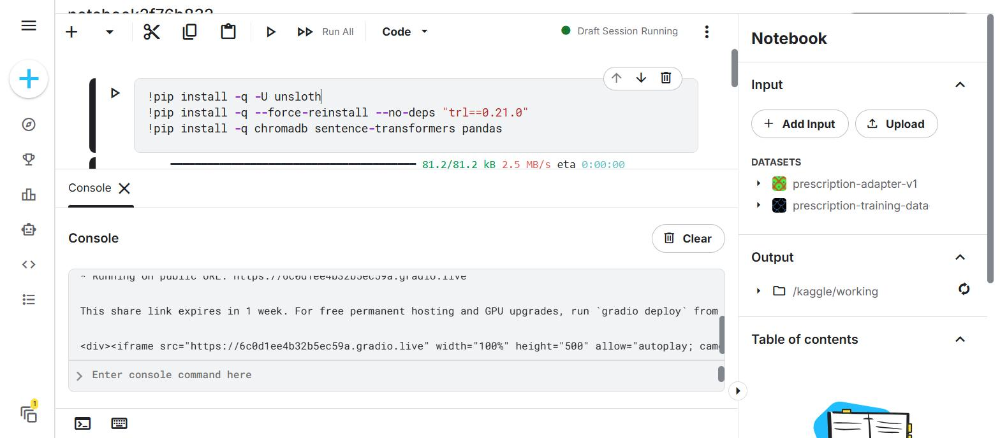 notebook2f76b832
Run All
Code
Draft Session Running
!pip install -q -U unsloth
!pip install -q --force-reinstall --no-deps "trl==0.21.0"
!pip install -q chromadb sentence-transformers pandas
81.2/81.2 kB 2.5 MB/s eta 0:00:00
Console
Console
Clear
* Running on public URL: https://6c0d1ee4b32b5ec59a.gradio.live
This share link expires in 1 week. For free permanent hosting and GPU upgrades, run `gradio deploy` from
<div><iframe src="https://6c0d1ee4b32b5ec59a.gradio.live" width="100%" height="500" allow="autoplay; cam
Enter console command here
1
Notebook
Input
Add Input
Upload
DATASETS
prescription-adapter-v1
prescription-training-data
Output
/kaggle/working
Table of contents